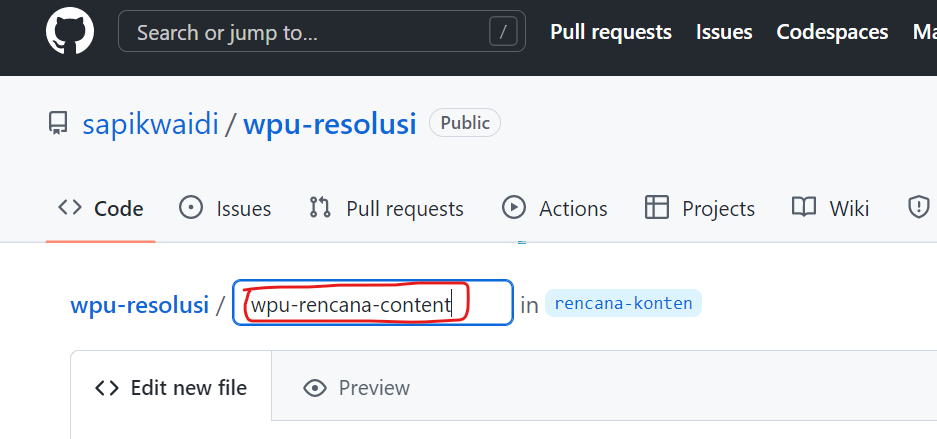 Search or jump to... / Pull requests Issues Codespaces Ma
sapikwaidi / wpu-resolusi Public
Code Issues Pull requests Actions Projects Wiki
wpu-resolusi / wpu-rencana-content in rencana-konten
Edit new file Preview